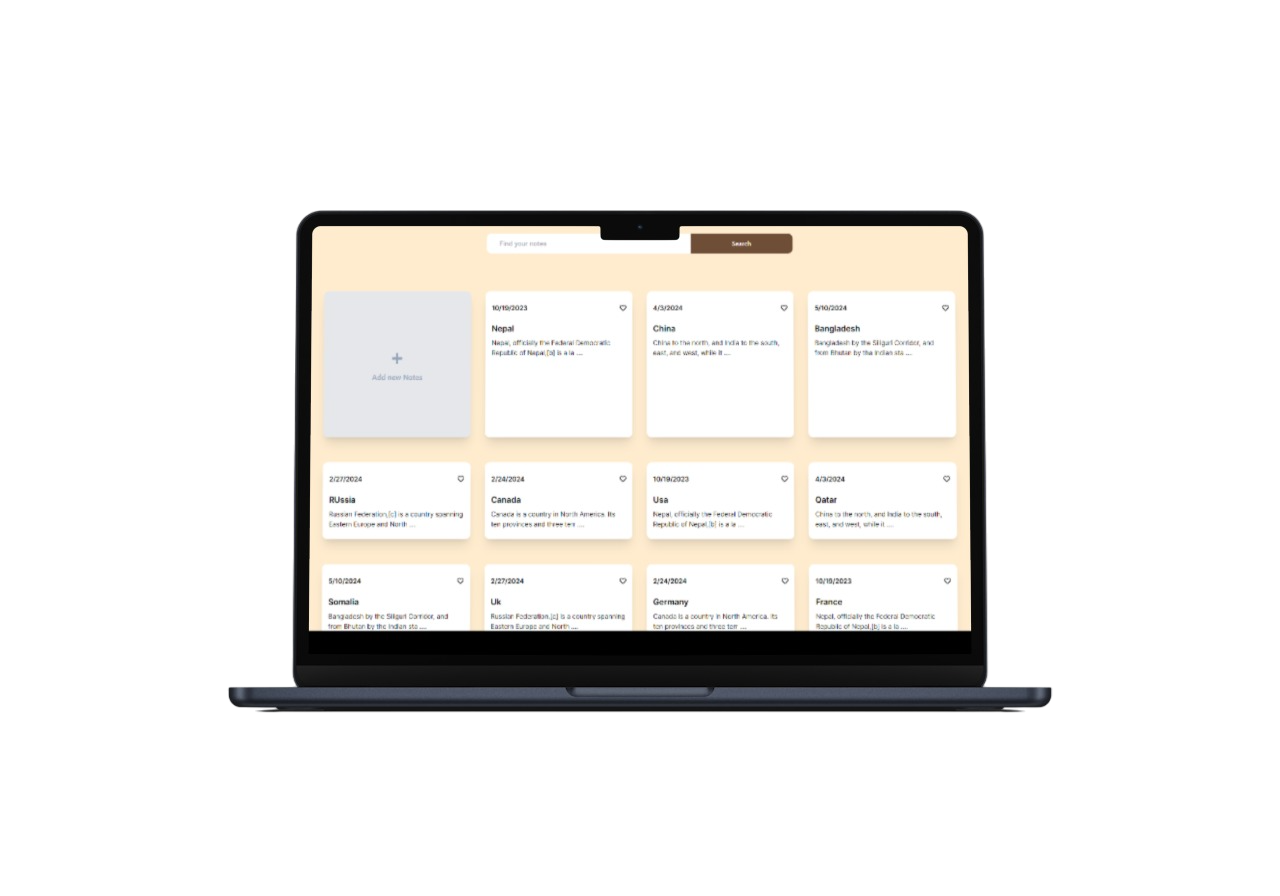 Find your notes
Search
Add new Notes
10/19/2023
Nepal
Nepal, officially the Federal Democratic
Republic of Nepal,[b] is a la ....
4/3/2024
China
China to the north, and India to the south,
east, and west, while it ....
5/10/2024
Bangladesh
Bangladesh by the Siliguri Corridor, and
from Bhutan by the Indian sta ....
2/27/2024
RUssia
Russian Federation,[c] is a country spanning
Eastern Europe and North ....
2/24/2024
Canada
Canada is a country in North America. Its
ten provinces and three terr ....
10/19/2023
Usa
Nepal, officially the Federal Democratic
Republic of Nepal,[b] is a la ....
4/3/2024
Qatar
China to the north, and India to the south,
east, and west, while it ....
5/10/2024
Somalia
Bangladesh by the Siliguri Corridor, and
from Bhutan by the Indian sta ....
2/27/2024
Uk
Russian Federation,[c] is a country spanning
Eastern Europe and North ....
2/24/2024
Germany
Canada is a country in North America. Its
ten provinces and three terr ....
10/19/2023
France
Nepal, officially the Federal Democratic
Republic of Nepal,[b] is a la ....